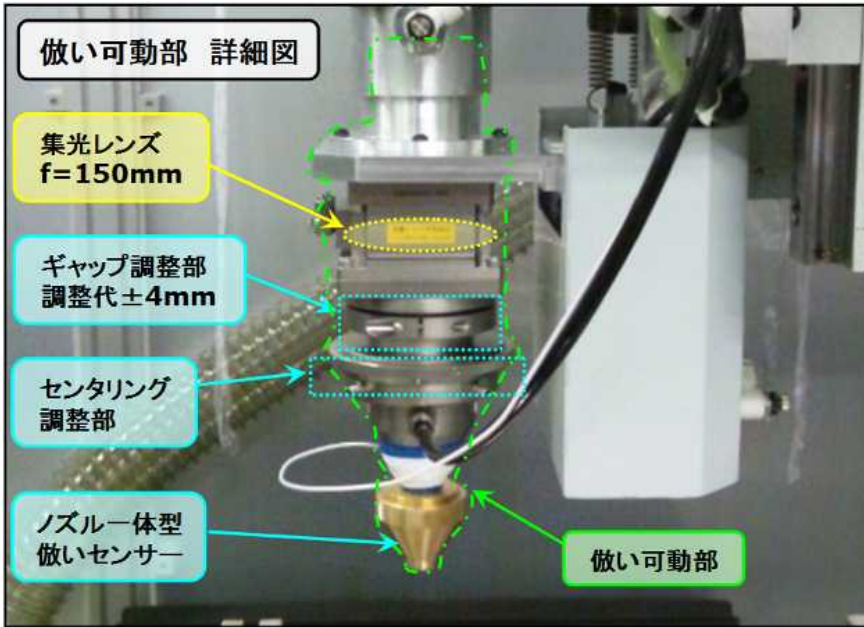 倣い可動部 詳細図
集光レンズ
f=150mm
ギャップ調整部
調整代±4mm
センタリング
調整部
ノズル一体型
倣いセンサー
倣い可動部